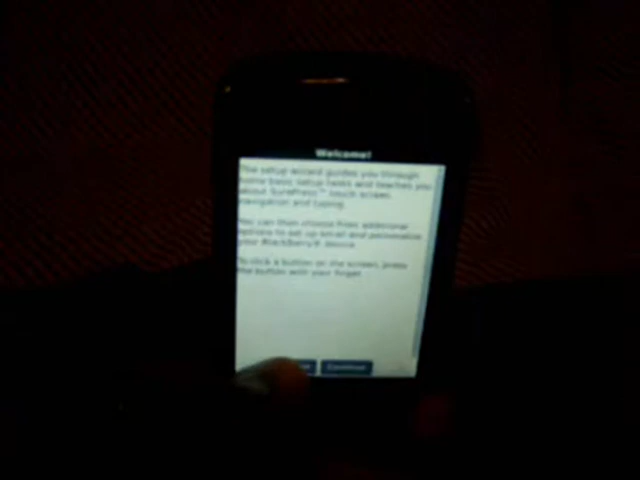 Welcome!
The setup wizard guides you through
some basic setup tasks and teaches you
about SurePress™ touch screen
navigation and typing.
You can then choose from additional
options to set up email and personalize
your BlackBerry® device.
To click a button on the screen, press
the button with your finger.
Continue